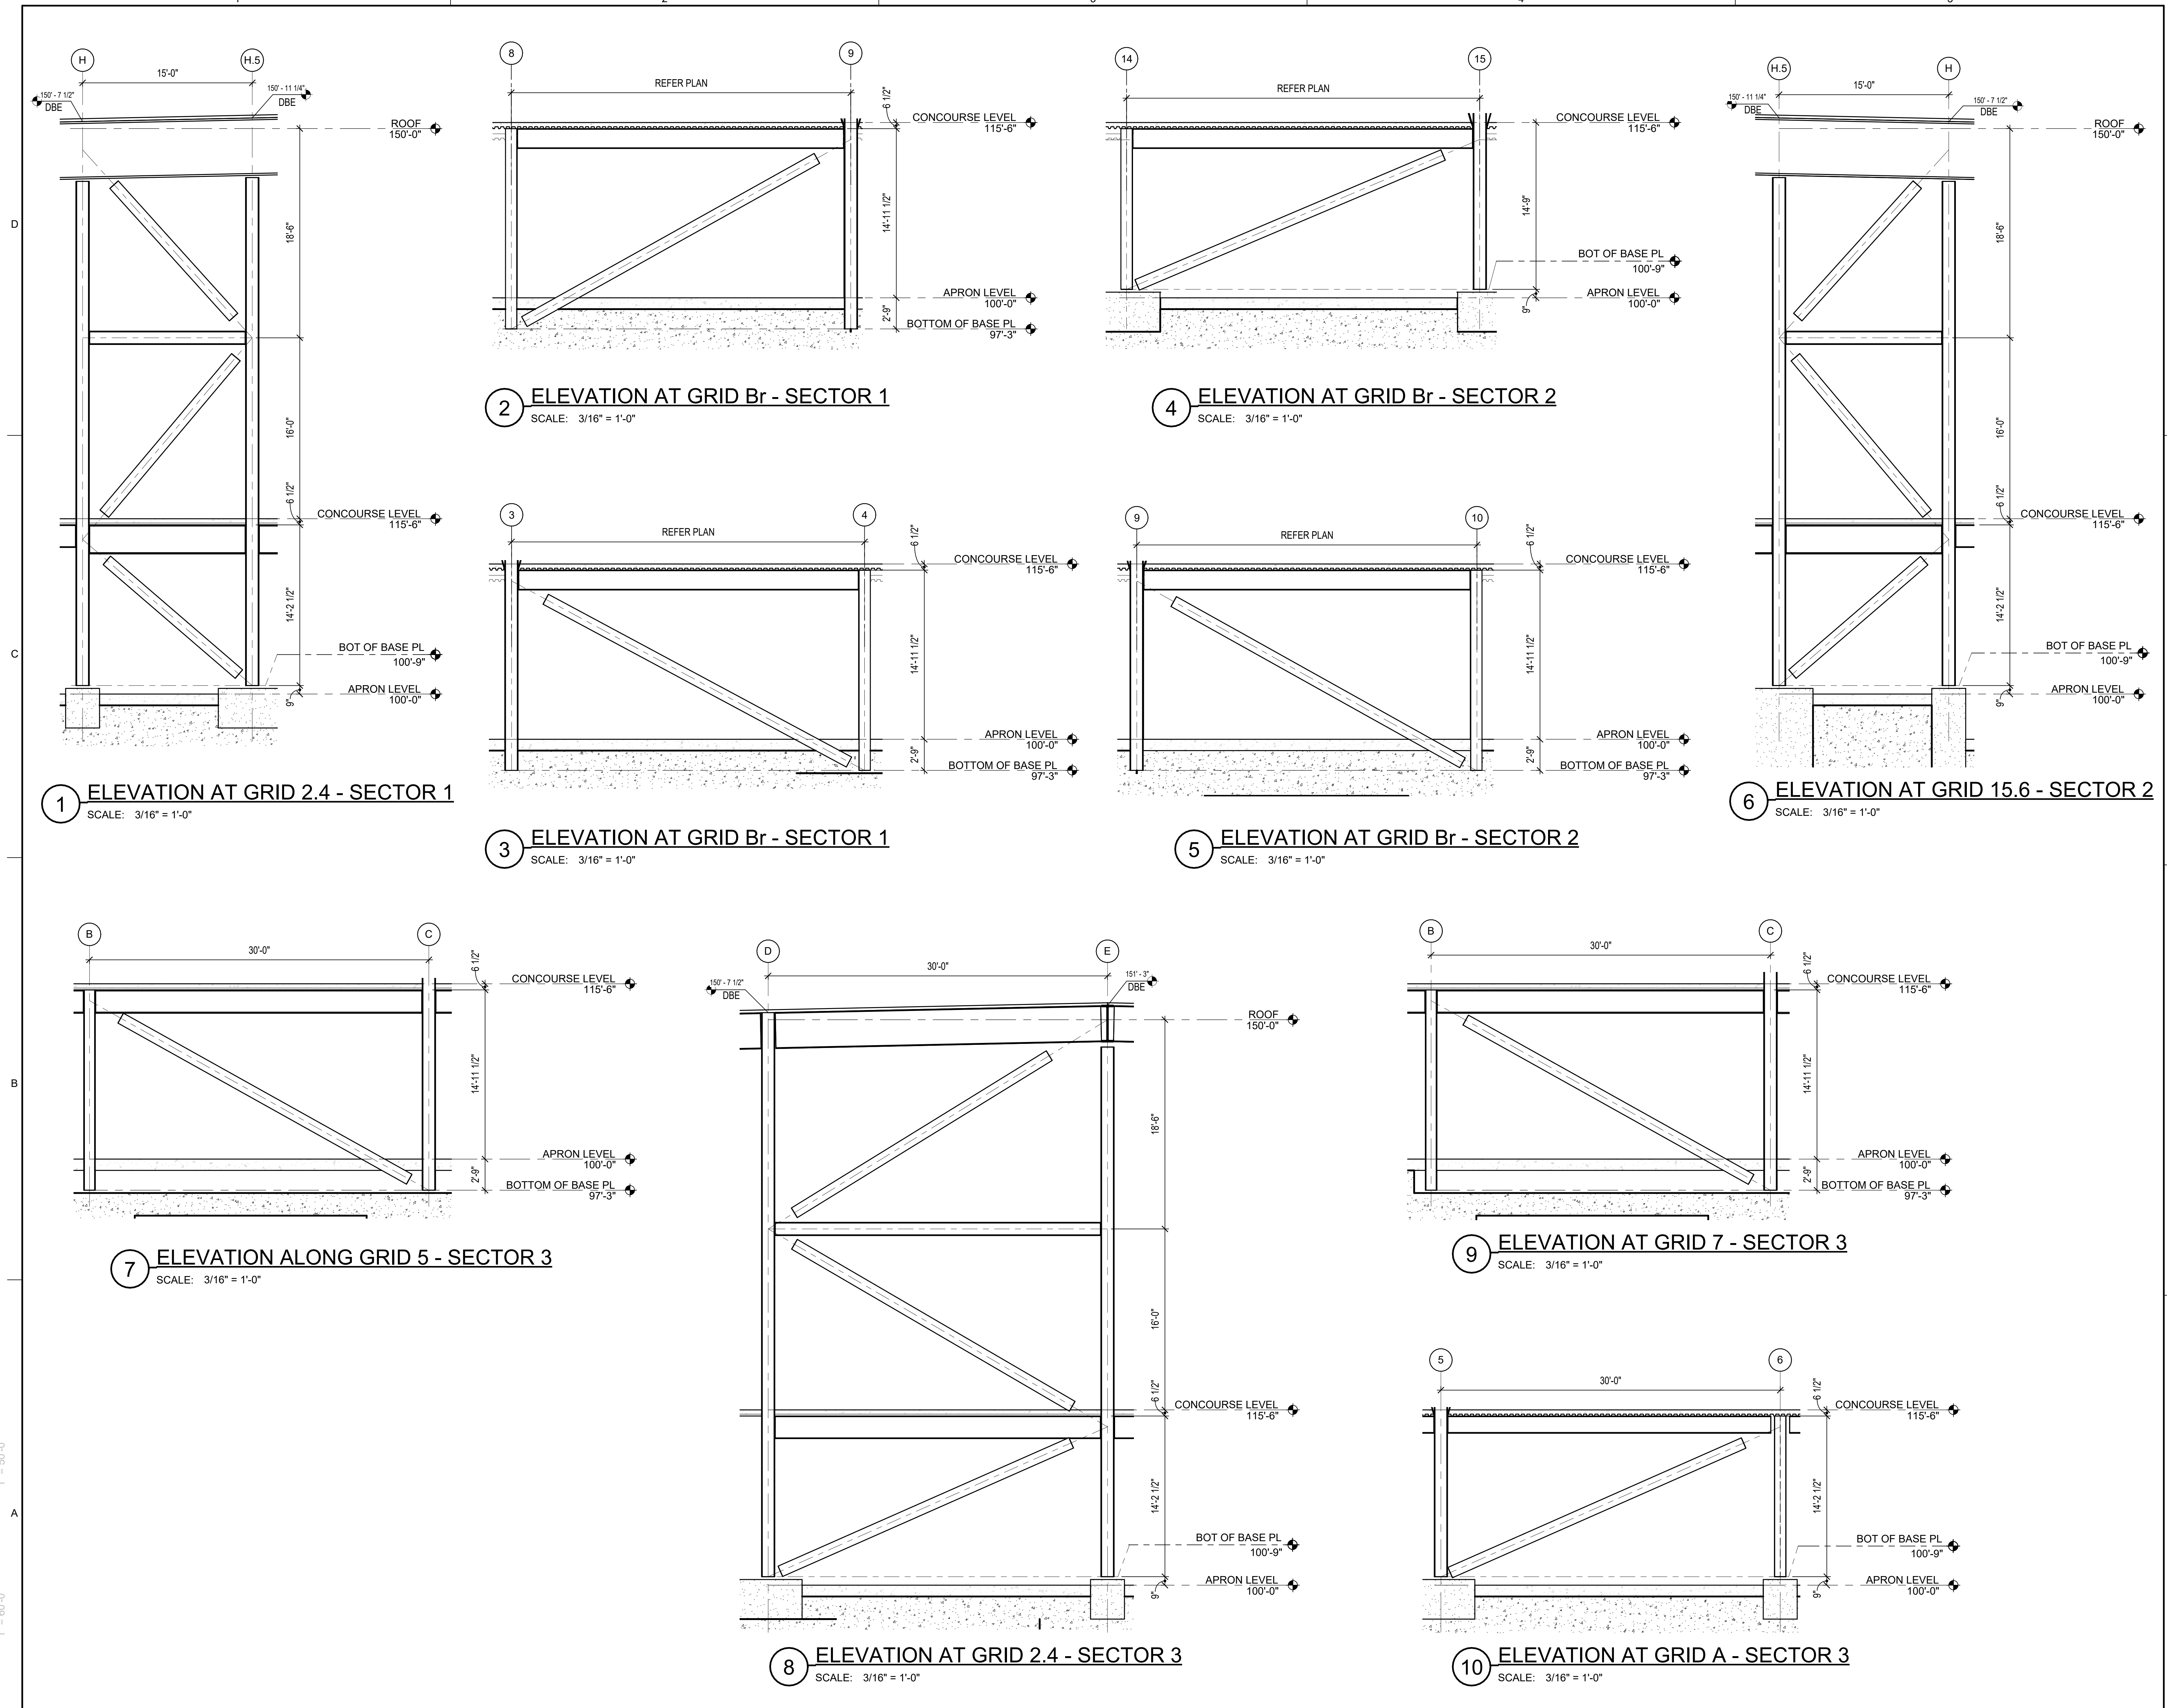 H
H.5
15'-0"
150' - 7 1/2"
DBE
150' - 11 1/4"
DBE
ROOF
150'-0"
18'-6"
16'-0"
6 1/2"
CONCOURSE LEVEL
115'-6"
14'-2 1/2"
BOT OF BASE PL
100'-9"
APRON LEVEL
100'-0"
9"
1
ELEVATION AT GRID 2.4 - SECTOR 1
SCALE: 3/16" = 1'-0"
8
9
REFER PLAN
6 1/2"
CONCOURSE LEVEL
115'-6"
14'-11 1/2"
APRON LEVEL
100'-0"
2'-9"
BOTTOM OF BASE PL
97'-3"
2
ELEVATION AT GRID Br - SECTOR 1
SCALE: 3/16" = 1'-0"
14
15
REFER PLAN
CONCOURSE LEVEL
115'-6"
14'-9"
BOT OF BASE PL
100'-9"
APRON LEVEL
100'-0"
9"
4
ELEVATION AT GRID Br - SECTOR 2
SCALE: 3/16" = 1'-0"
H.5
H
15'-0"
150' - 11 1/4"
DBE
150' - 7 1/2"
DBE
ROOF
150'-0"
18'-6"
16'-0"
6 1/2"
CONCOURSE LEVEL
115'-6"
14'-2 1/2"
BOT OF BASE PL
100'-9"
APRON LEVEL
100'-0"
9"
6
ELEVATION AT GRID 15.6 - SECTOR 2
SCALE: 3/16" = 1'-0"
3
4
REFER PLAN
6 1/2"
CONCOURSE LEVEL
115'-6"
14'-11 1/2"
APRON LEVEL
100'-0"
2'-9"
BOTTOM OF BASE PL
97'-3"
3
ELEVATION AT GRID Br - SECTOR 1
SCALE: 3/16" = 1'-0"
9
10
REFER PLAN
6 1/2"
CONCOURSE LEVEL
115'-6"
14'-11 1/2"
APRON LEVEL
100'-0"
2'-9"
BOTTOM OF BASE PL
97'-3"
5
ELEVATION AT GRID Br - SECTOR 2
SCALE: 3/16" = 1'-0"
B
C
30'-0"
6 1/2"
CONCOURSE LEVEL
115'-6"
14'-11 1/2"
APRON LEVEL
100'-0"
2'-9"
BOTTOM OF BASE PL
97'-3"
7
ELEVATION ALONG GRID 5 - SECTOR 3
SCALE: 3/16" = 1'-0"
D
E
30'-0"
150' - 7 1/2"
DBE
151' - 3"
DBE
ROOF
150'-0"
18'-6"
16'-0"
6 1/2"
CONCOURSE LEVEL
115'-6"
14'-2 1/2"
BOT OF BASE PL
100'-9"
APRON LEVEL
100'-0"
9"
8
ELEVATION AT GRID 2.4 - SECTOR 3
SCALE: 3/16" = 1'-0"
B
C
30'-0"
6 1/2"
CONCOURSE LEVEL
115'-6"
14'-11 1/2"
APRON LEVEL
100'-0"
2'-9"
BOTTOM OF BASE PL
97'-3"
9
ELEVATION AT GRID 7 - SECTOR 3
SCALE: 3/16" = 1'-0"
5
6
30'-0"
6 1/2"
CONCOURSE LEVEL
115'-6"
14'-2 1/2"
BOT OF BASE PL
100'-9"
APRON LEVEL
100'-0"
9"
10
ELEVATION AT GRID A - SECTOR 3
SCALE: 3/16" = 1'-0"
D
C
B
A